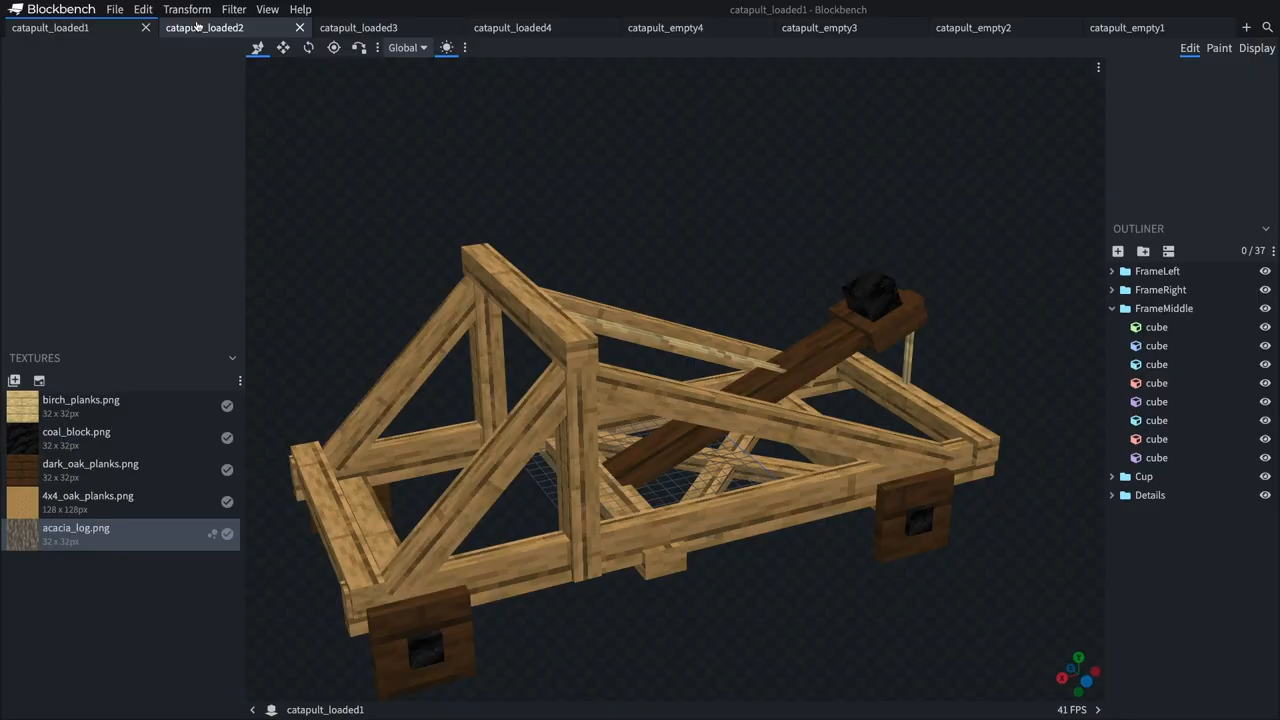 Blockbench File Edit Transform Filter View Help catapult_loaded1 - Blockbench
catapult_loaded1 catapult_loaded2 catapult_loaded3 catapult_loaded4 catapult_empty4 catapult_empty3 catapult_empty2 catapult_empty1
Global Edit Paint Display
OUTLINER
0 / 37
FrameLeft
FrameRight
FrameMiddle
cube
cube
cube
cube
cube
cube
cube
cube
Cup
Details
TEXTURES
birch_planks.png
32 x 32px
coal_block.png
32 x 32px
dark_oak_planks.png
32 x 32px
4x4_oak_planks.png
128 x 128px
acacia_log.png
32 x 32px
catapult_loaded1 41 FPS
X
Y
Z